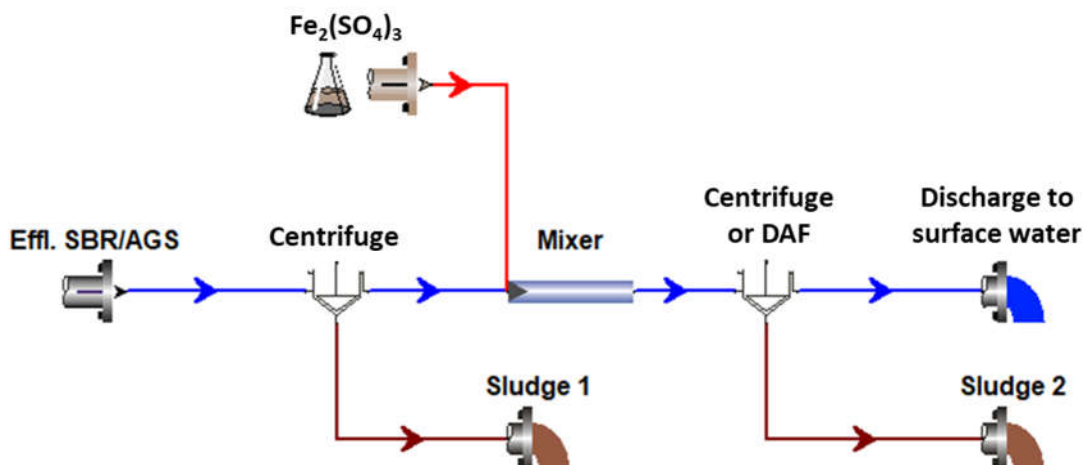 Fe₂(SO₄)₃
Effl. SBR/AGS
Centrifuge
Mixer
Centrifuge
or DAF
Discharge to
surface water
Sludge 1
Sludge 2